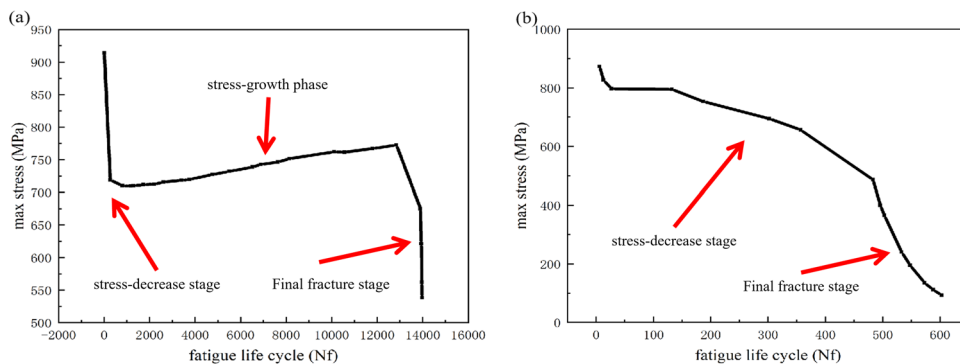 (a)
950
900
850
800
750
700
650
600
550
500
max stress (MPa)
stress-growth phase
stress-decrease stage
Final fracture stage
−2000 0 2000 4000 6000 8000 10000 12000 14000 16000
fatigue life cycle (Nf)
(b)
1000
800
600
400
200
0
max stress (MPa)
stress-decrease stage
Final fracture stage
0 100 200 300 400 500 600
fatigue life cycle (Nf)